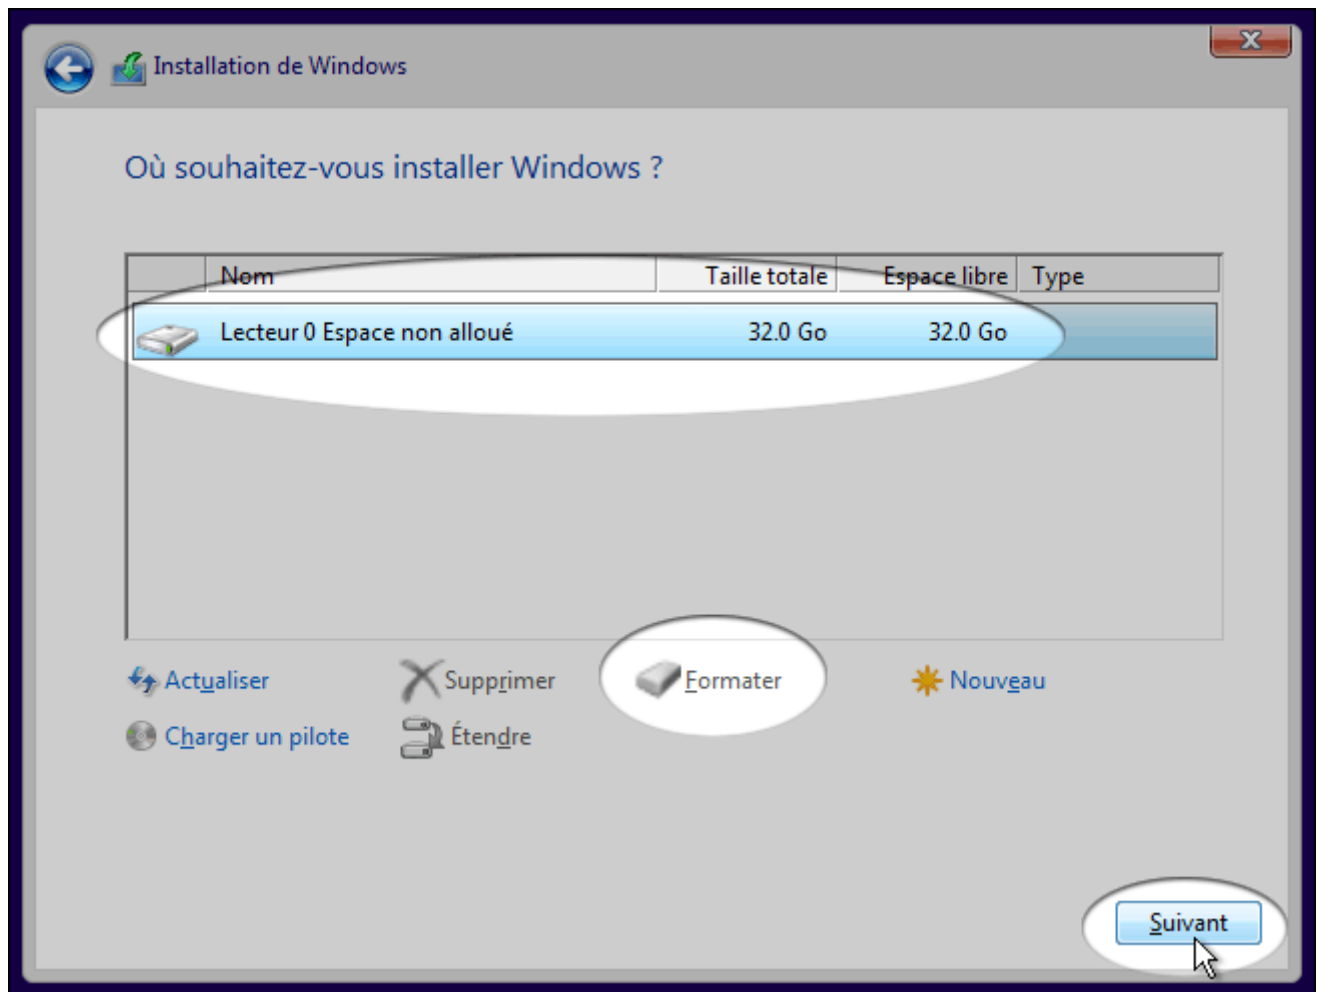 Installation de Windows
Où souhaitez-vous installer Windows ?
Nom Taille totale Espace libre Type
Lecteur 0 Espace non alloué 32.0 Go 32.0 Go
Actualiser Supprimer Formater Nouveau
Charger un pilote Étendre
Suivant